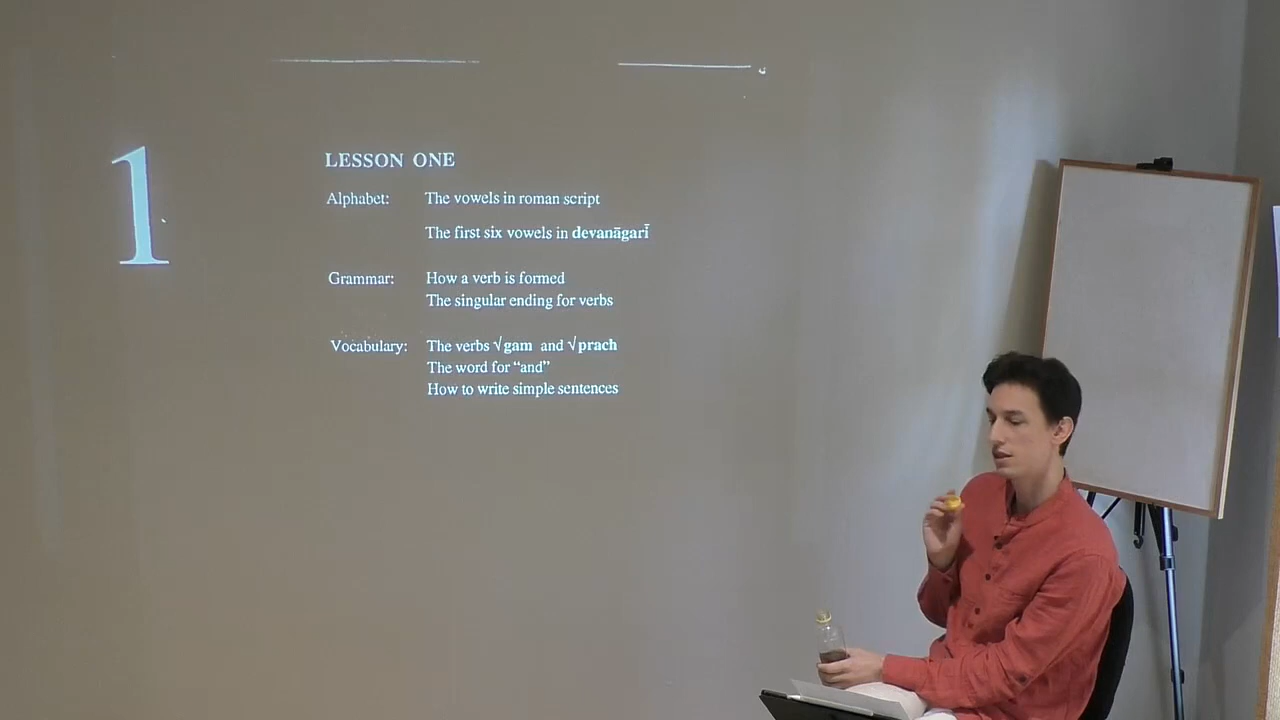 1
LESSON ONE
Alphabet: The vowels in roman script
The first six vowels in devanāgarī
Grammar: How a verb is formed
The singular ending for verbs
Vocabulary: The verbs √gam and √prach
The word for “and”
How to write simple sentences